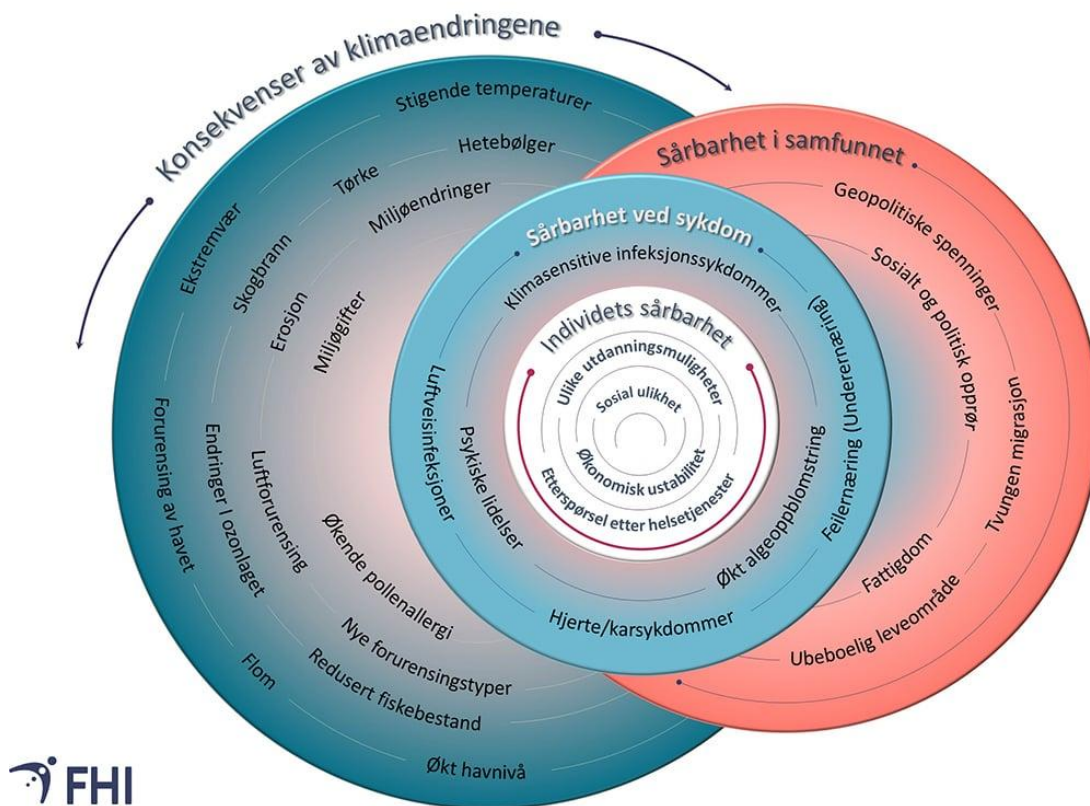 Konsekvenser av klimaendringene
Stigende temperaturer
Hetebølger
Tørke
Miljøendringer
Ekstremvær
Skogbrann
Erosjon
Miljøgifter
Forurensing av havet
Endringer I ozonlaget
Luftforurensing
Økende pollenallergi
Nye forurensingstyper
Redusert fiskebestand
Flom
Økt havnivå
Sårbarhet i samfunnet
Geopolitiske spenninger
Sosialt og politisk opprør
Tvungen migrasjon
Fattigdom
Ubeboelig leveområde
Sårbarhet ved sykdom
Klimasensitive infeksjonssykdommer
Feilernæring (Underernæring)
Luftveisinfeksjoner
Psykiske lidelser
Økt algeoppblomstring
Hjerte/karsykdommer
Individets sårbarhet
Ulike utdanningsmuligheter
Sosial ulikhet
Økonomisk ustabilitet
Etterspørsel etter helsetjenester
FHI